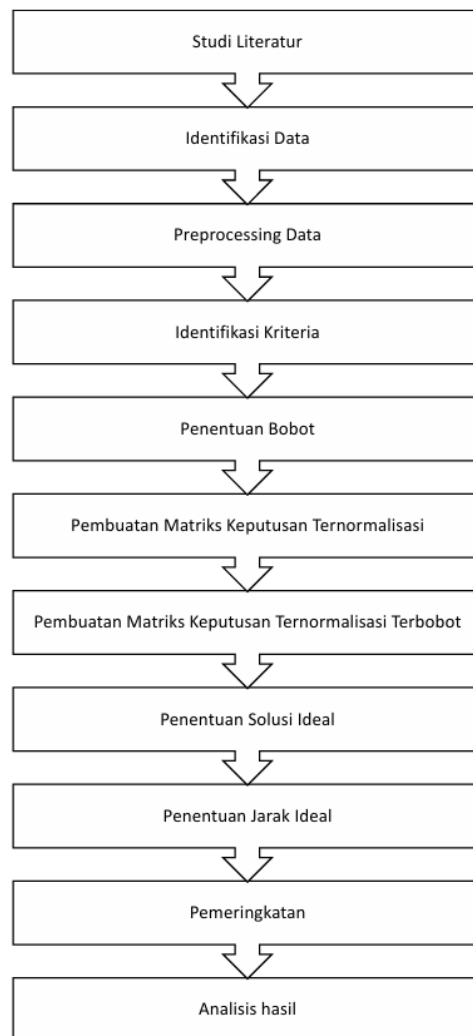 Studi Literatur
Identifikasi Data
Preprocessing Data
Identifikasi Kriteria
Penentuan Bobot
Pembuatan Matriks Keputusan Ternormalisasi
Pembuatan Matriks Keputusan Ternormalisasi Terbobot
Penentuan Solusi Ideal
Penentuan Jarak Ideal
Pemeringkatan
Analisis hasil